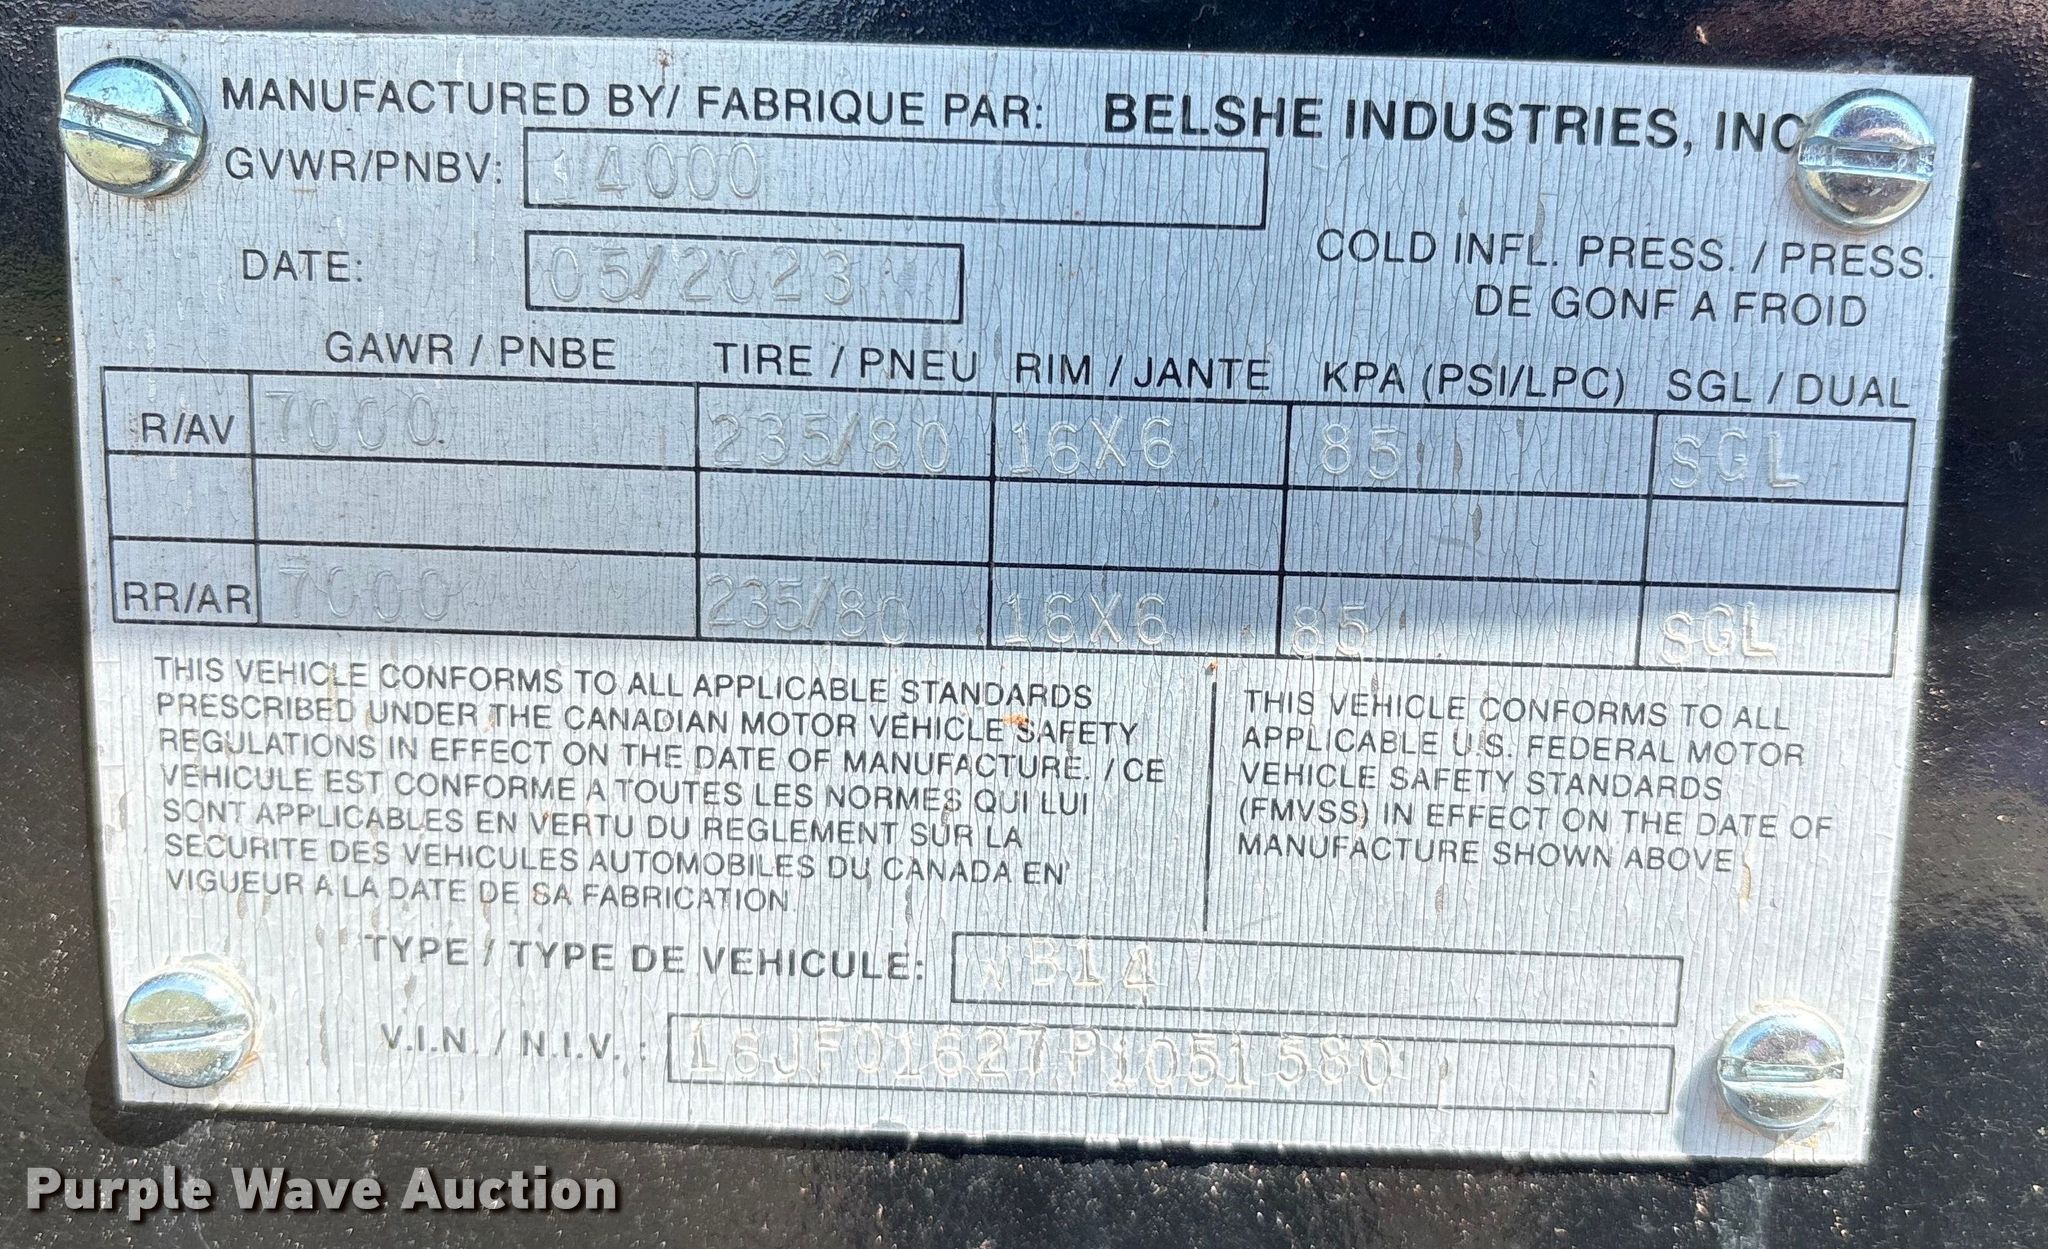 MANUFACTURED BY/ FABRIQUE PAR: BELSHE INDUSTRIES, INC
GVWR/PNBV: 14000
DATE: 05/2023
COLD INFL. PRESS. / PRESS.
DE GONF A FROID
GAWR / PNBE TIRE / PNEU RIM / JANTE KPA (PSI/LPC) SGL / DUAL
R/AV 7000 235/80 16X6 85 SGL
RR/AR 7000 235/80 16X6 85 SGL
THIS VEHICLE CONFORMS TO ALL APPLICABLE STANDARDS
PRESCRIBED UNDER THE CANADIAN MOTOR VEHICLE SAFETY
REGULATIONS IN EFFECT ON THE DATE OF MANUFACTURE. / CE
VEHICULE EST CONFORME A TOUTES LES NORMES QUI LUI
SONT APPLICABLES EN VERTU DU REGLEMENT SUR LA
SECURITE DES VEHICULES AUTOMOBILES DU CANADA EN
VIGUEUR A LA DATE DE SA FABRICATION.
THIS VEHICLE CONFORMS TO ALL
APPLICABLE U.S. FEDERAL MOTOR
VEHICLE SAFETY STANDARDS
(FMVSS) IN EFFECT ON THE DATE OF
MANUFACTURE SHOWN ABOVE
TYPE / TYPE DE VEHICULE: WB14
V.I.N. / N.I.V. : 16JF01627P1051580
Purple Wave Auction